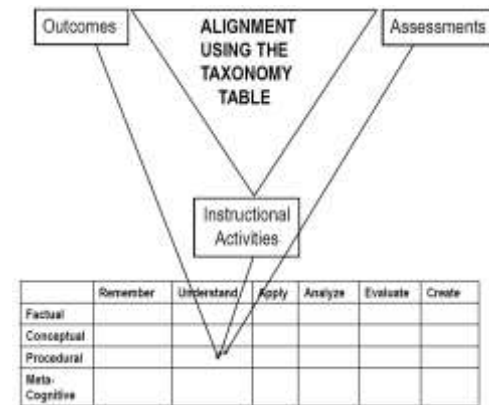 Outcomes
ALIGNMENT
USING THE
TAXONOMY
TABLE
Assessments
Instructional
Activities
Remember Understand Apply Analyze Evaluate Create
Factual
Conceptual
Procedural
Meta-
Cognitive